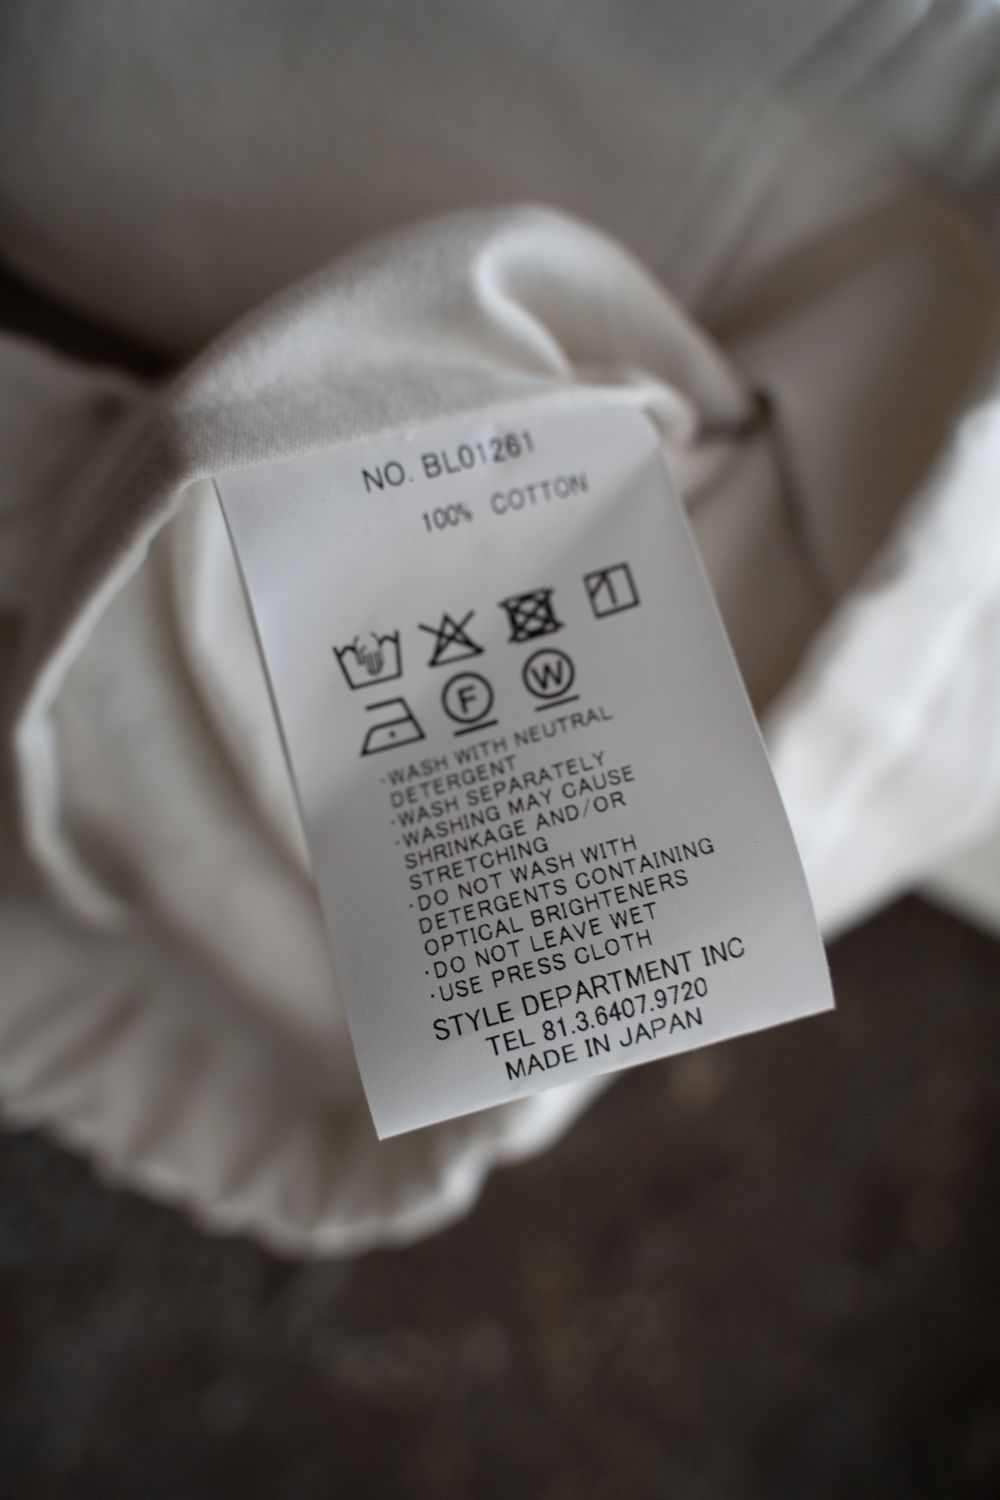 NO. BL01261
100% COTTON
F W
·WASH WITH NEUTRAL
DETERGENT
·WASH SEPARATELY
·WASHING MAY CAUSE
SHRINKAGE AND/OR
STRETCHING
·DO NOT WASH WITH
DETERGENTS CONTAINING
OPTICAL BRIGHTENERS
·DO NOT LEAVE WET
·USE PRESS CLOTH
STYLE DEPARTMENT INC
TEL 81.3.6407.9720
MADE IN JAPAN